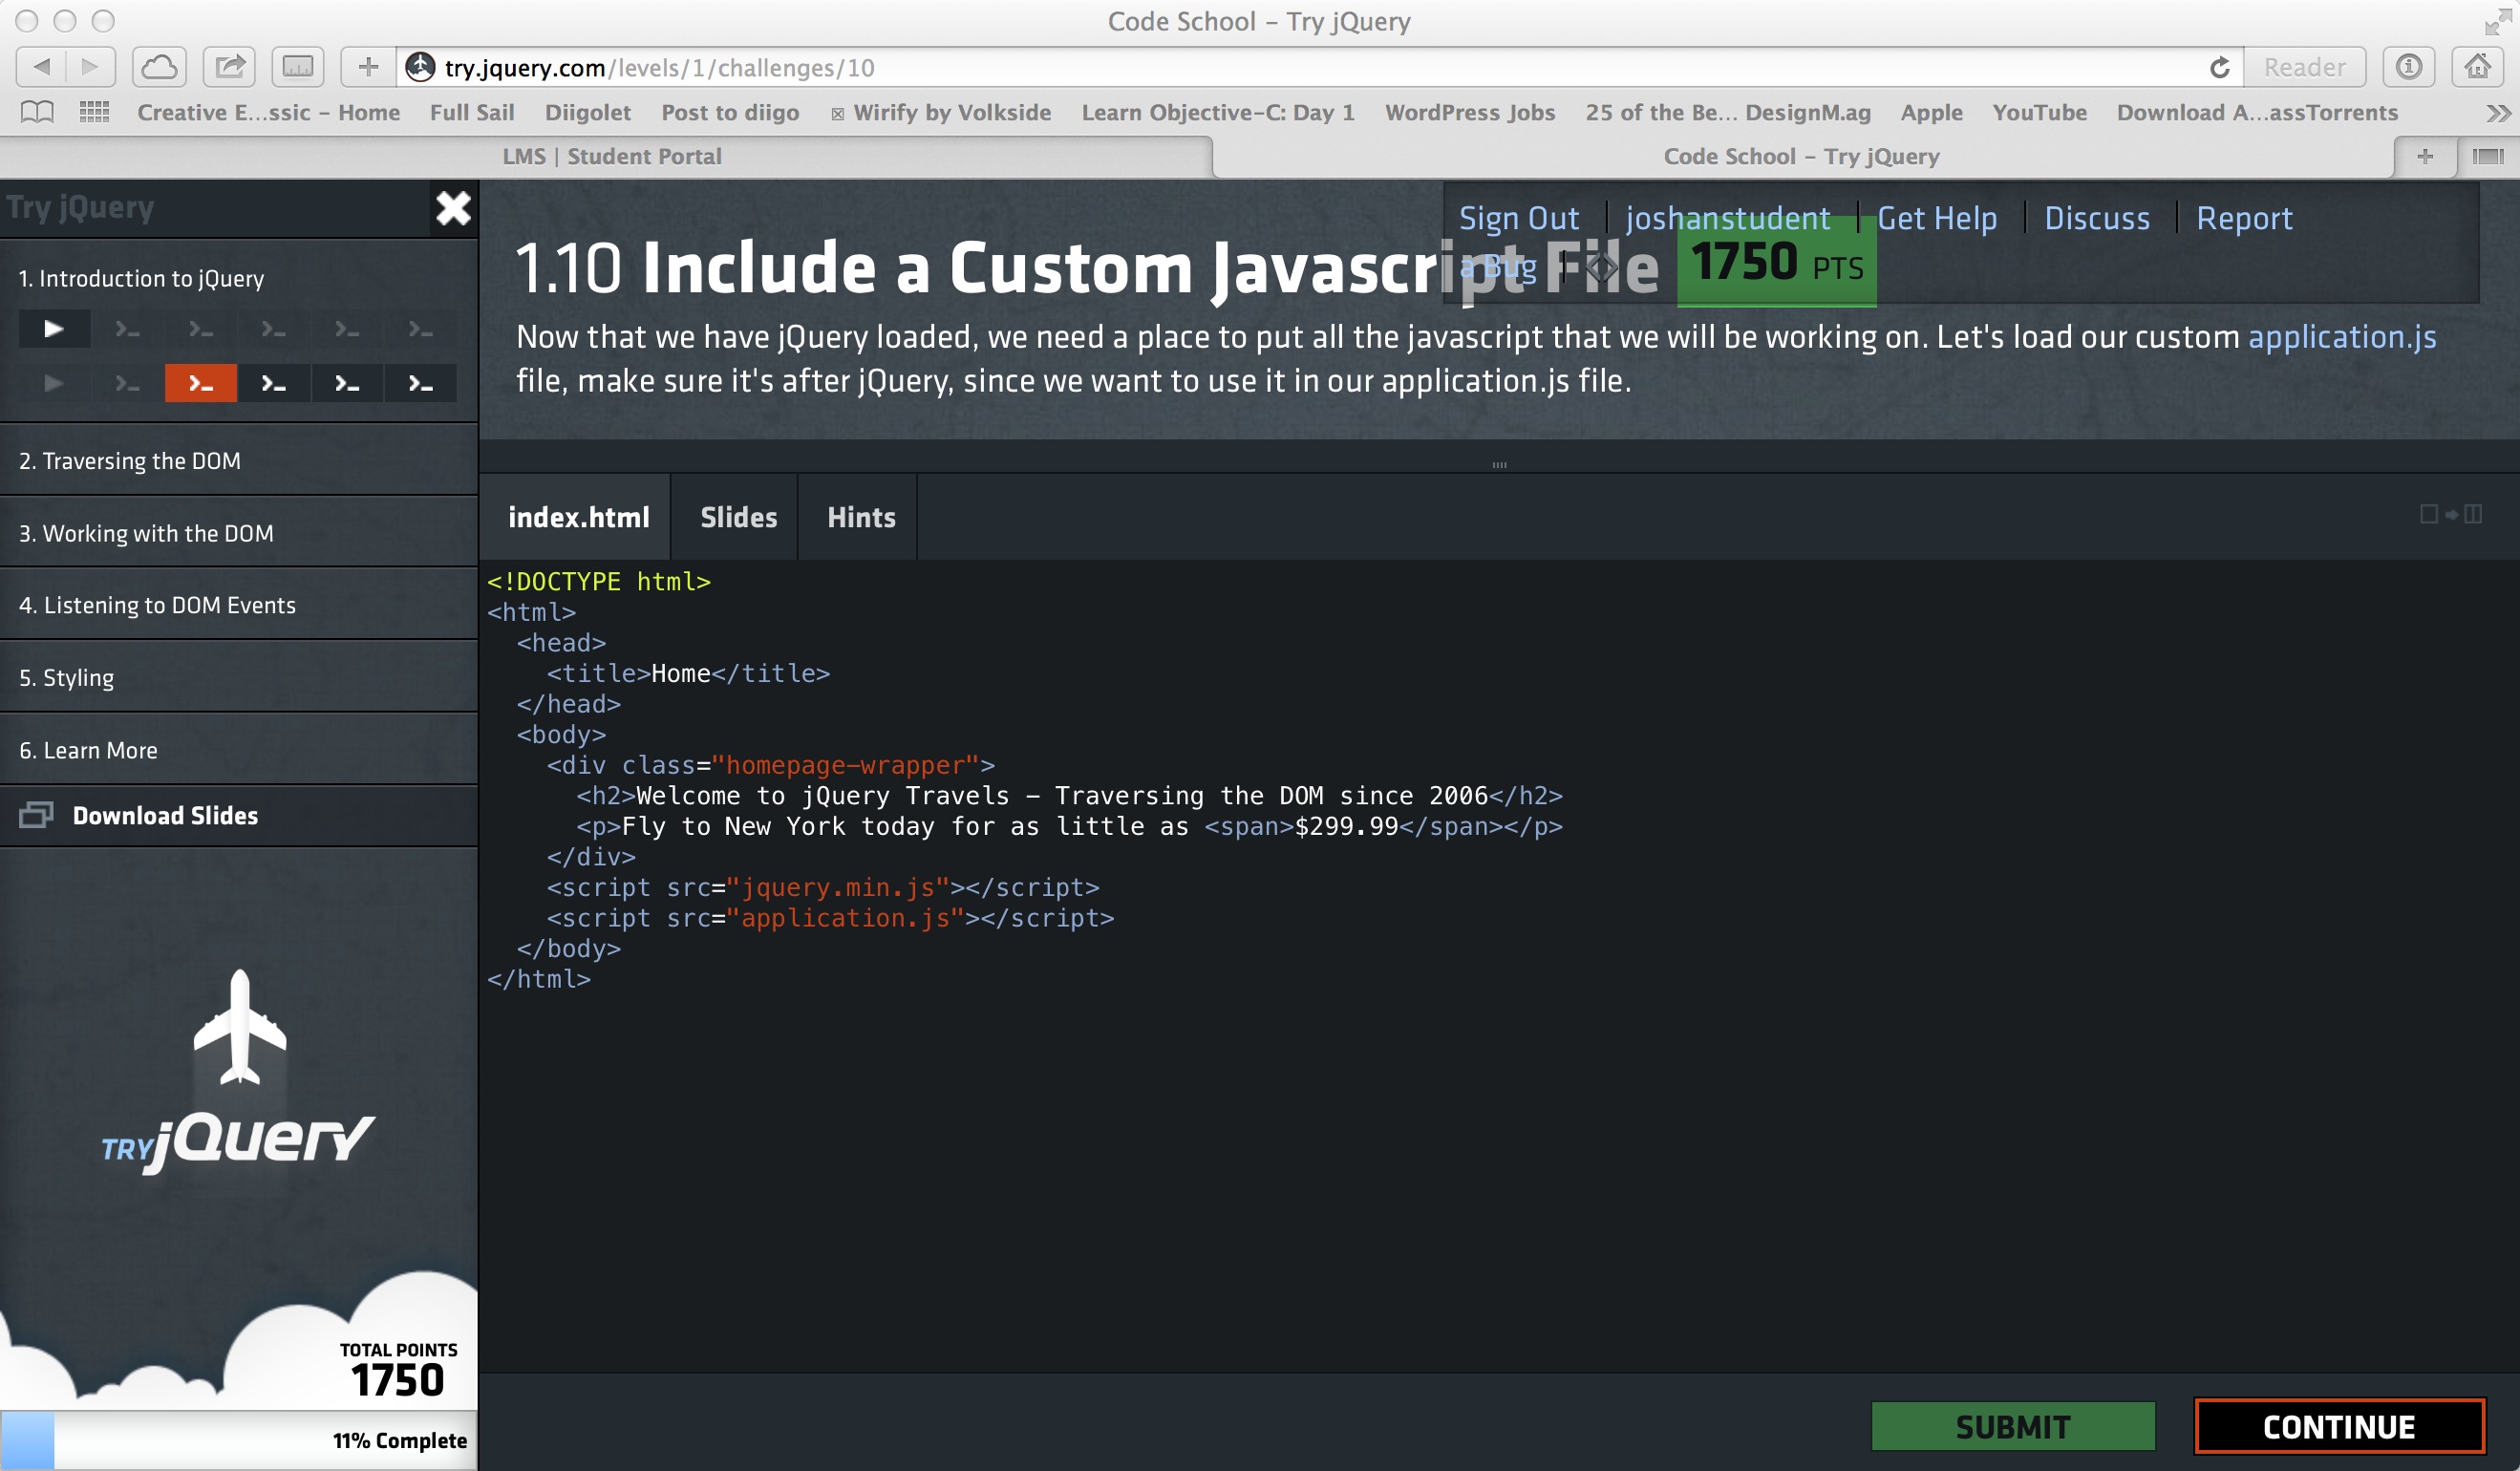 Code School – Try jQuery
try.jquery.com/levels/1/challenges/10
Reader
Creative E...ssic – Home Full Sail Diigolet Post to diigo Wirify by Volkside Learn Objective-C: Day 1 WordPress Jobs 25 of the Be... DesignM.ag Apple YouTube Download A...assTorrents
LMS | Student Portal
Code School – Try jQuery
Try jQuery
1. Introduction to jQuery
2. Traversing the DOM
3. Working with the DOM
4. Listening to DOM Events
5. Styling
6. Learn More
Download Slides
TRY jQuery
TOTAL POINTS
1750
11% Complete
Sign Out joshanstudent Get Help Discuss Report
a Bug
1.10 Include a Custom Javascript File 1750 PTS
Now that we have jQuery loaded, we need a place to put all the javascript that we will be working on. Let's load our custom application.js
file, make sure it's after jQuery, since we want to use it in our application.js file.
index.html Slides Hints
<!DOCTYPE html>
<html>
<head>
<title>Home</title>
</head>
<body>
<div class="homepage-wrapper">
<h2>Welcome to jQuery Travels – Traversing the DOM since 2006</h2>
<p>Fly to New York today for as little as <span>$299.99</span></p>
</div>
<script src="jquery.min.js"></script>
<script src="application.js"></script>
</body>
</html>
SUBMIT
CONTINUE